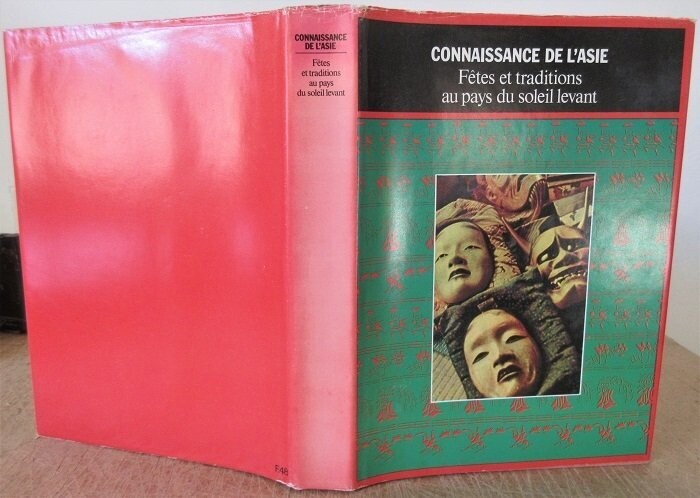 CONNAISSANCE
DE L'ASIE
Fêtes
et traditions
au pays
du soleil levant
CONNAISSANCE DE L'ASIE
Fêtes et traditions
au pays du soleil levant
F.48